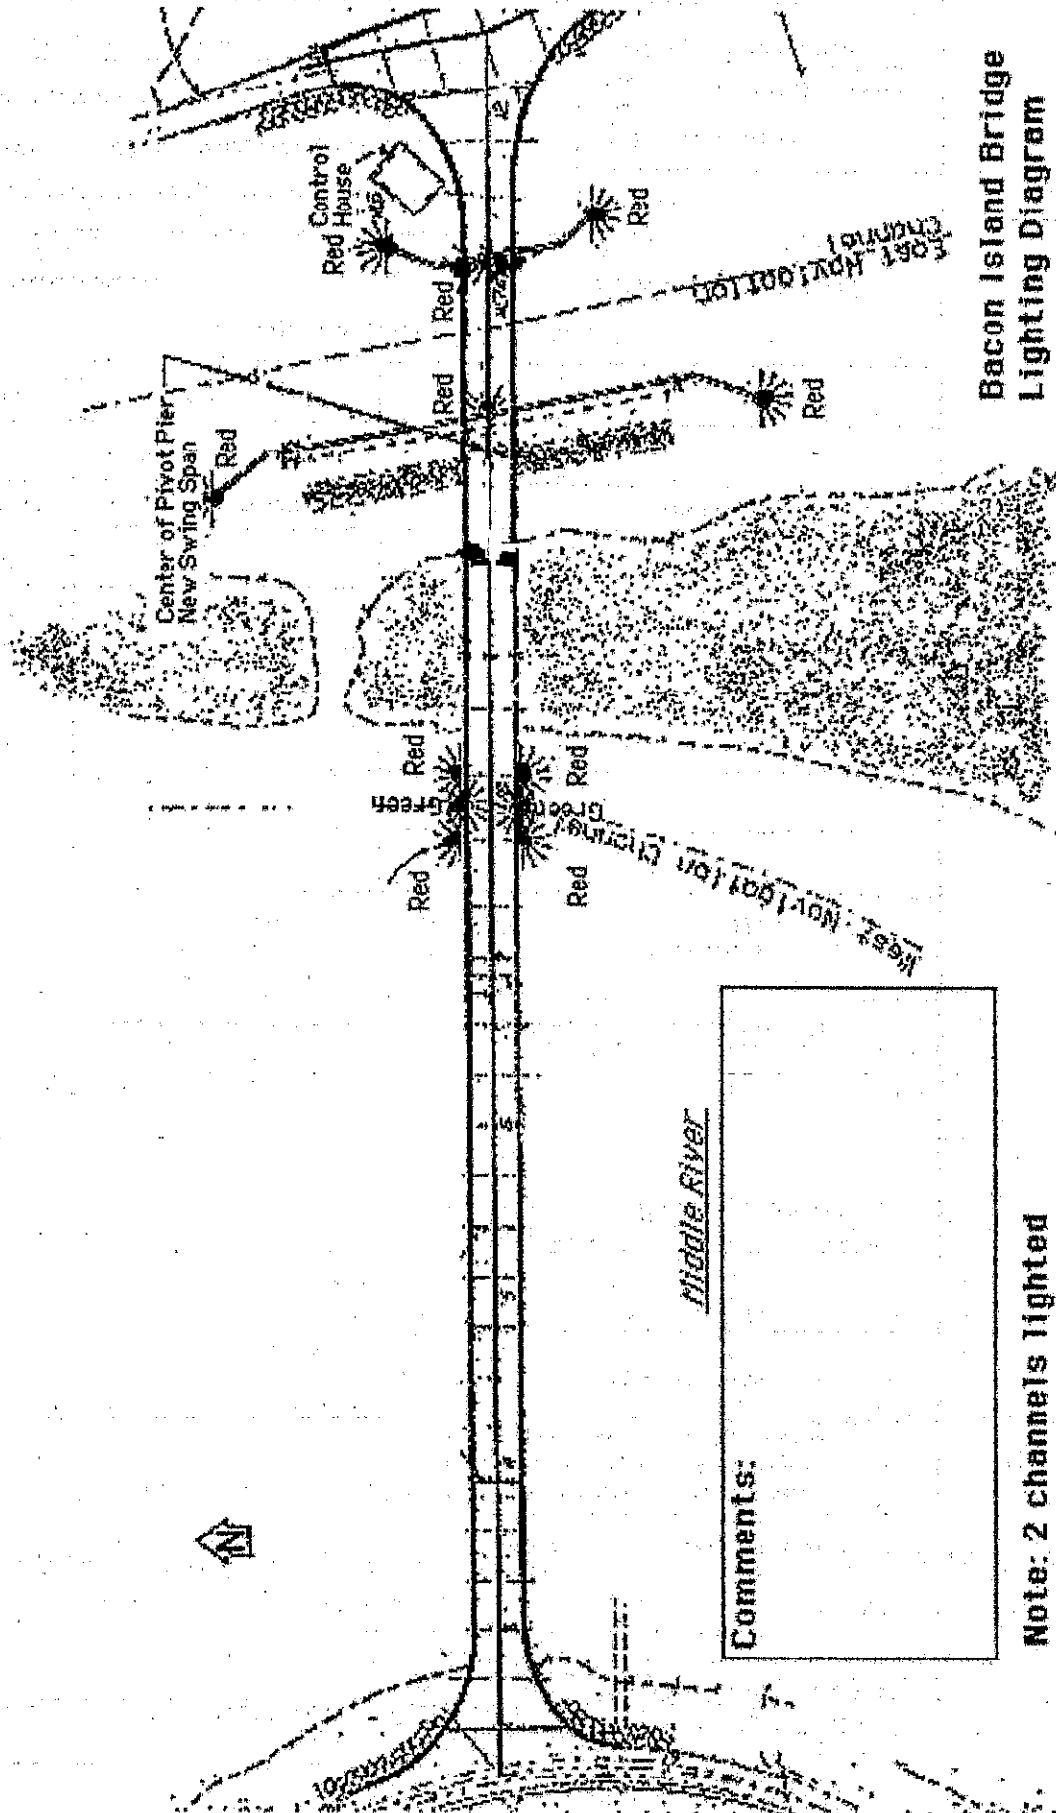 Center of Pivot Pier
New Swing Span
Red
Red
Control
House
Red
Red
Red
Red
East Navigation
Channel
Red
Red
Green
Green
Red
Red
West Navigation Channel
Middle River
Comments:
N
Bacon Island Bridge
Lighting Diagram
Note: 2 channels lighted